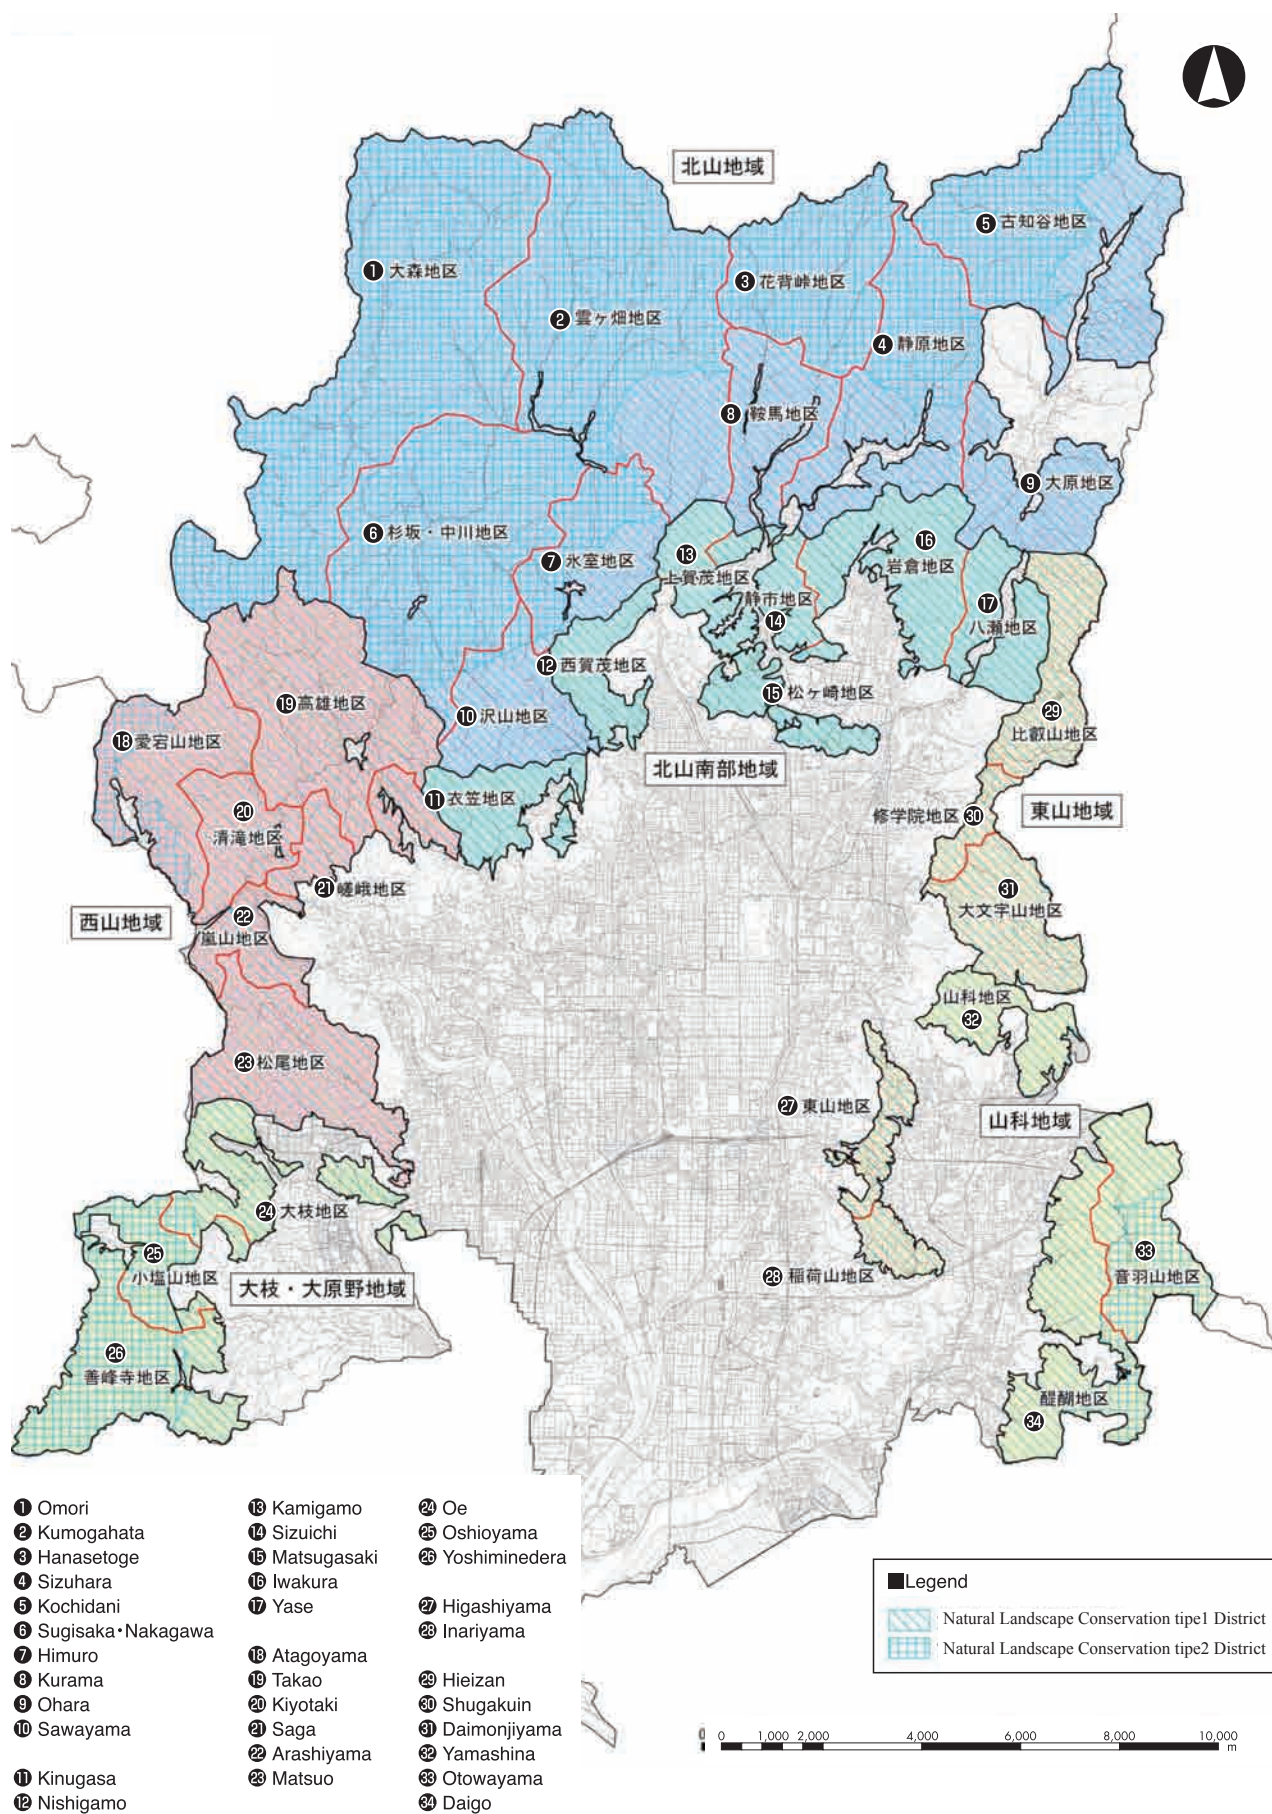 北山地域
❺ 古知谷地区
❶ 大森地区
❸ 花背峠地区
❷ 雲ヶ畑地区
❹ 静原地区
❽ 鞍馬地区
❾ 大原地区
❻ 杉坂・中川地区
❼ 氷室地区
⓭
上賀茂地区
⓰
岩倉地区
静市地区
⓮
⓱
八瀬地区
⓬ 西賀茂地区
⓯ 松ヶ崎地区
⓳ 高雄地区
❿ 沢山地区
⓲ 愛宕山地区
㉙
比叡山地区
北山南部地域
⓫ 衣笠地区
⓴
清滝地区
修学院地区 ㉚
東山地域
㉑ 嵯峨地区
㉛
大文字山地区
西山地域
㉒
嵐山地区
山科地区
㉜
㉓ 松尾地区
㉗ 東山地区
山科地域
㉔ 大枝地区
㉕
小塩山地区
大枝・大原野地域
㉘ 稲荷山地区
㉝
音羽山地区
㉖
善峰寺地区
醍醐地区
㉞
❶ Omori
❷ Kumogahata
❸ Hanasetoge
❹ Sizuhara
❺ Kochidani
❻ Sugisaka・Nakagawa
❼ Himuro
❽ Kurama
❾ Ohara
❿ Sawayama
⓫ Kinugasa
⓬ Nishigamo
⓭ Kamigamo
⓮ Sizuichi
⓯ Matsugasaki
⓰ Iwakura
⓱ Yase
⓲ Atagoyama
⓳ Takao
⓴ Kiyotaki
㉑ Saga
㉒ Arashiyama
㉓ Matsuo
㉔ Oe
㉕ Oshioyama
㉖ Yoshiminedera
㉗ Higashiyama
㉘ Inariyama
㉙ Hieizan
㉚ Shugakuin
㉛ Daimonjiyama
㉜ Yamashina
㉝ Otowayama
㉞ Daigo
■Legend
Natural Landscape Conservation tipe1 District
Natural Landscape Conservation tipe2 District
0 1,000 2,000 4,000 6,000 8,000 10,000
m